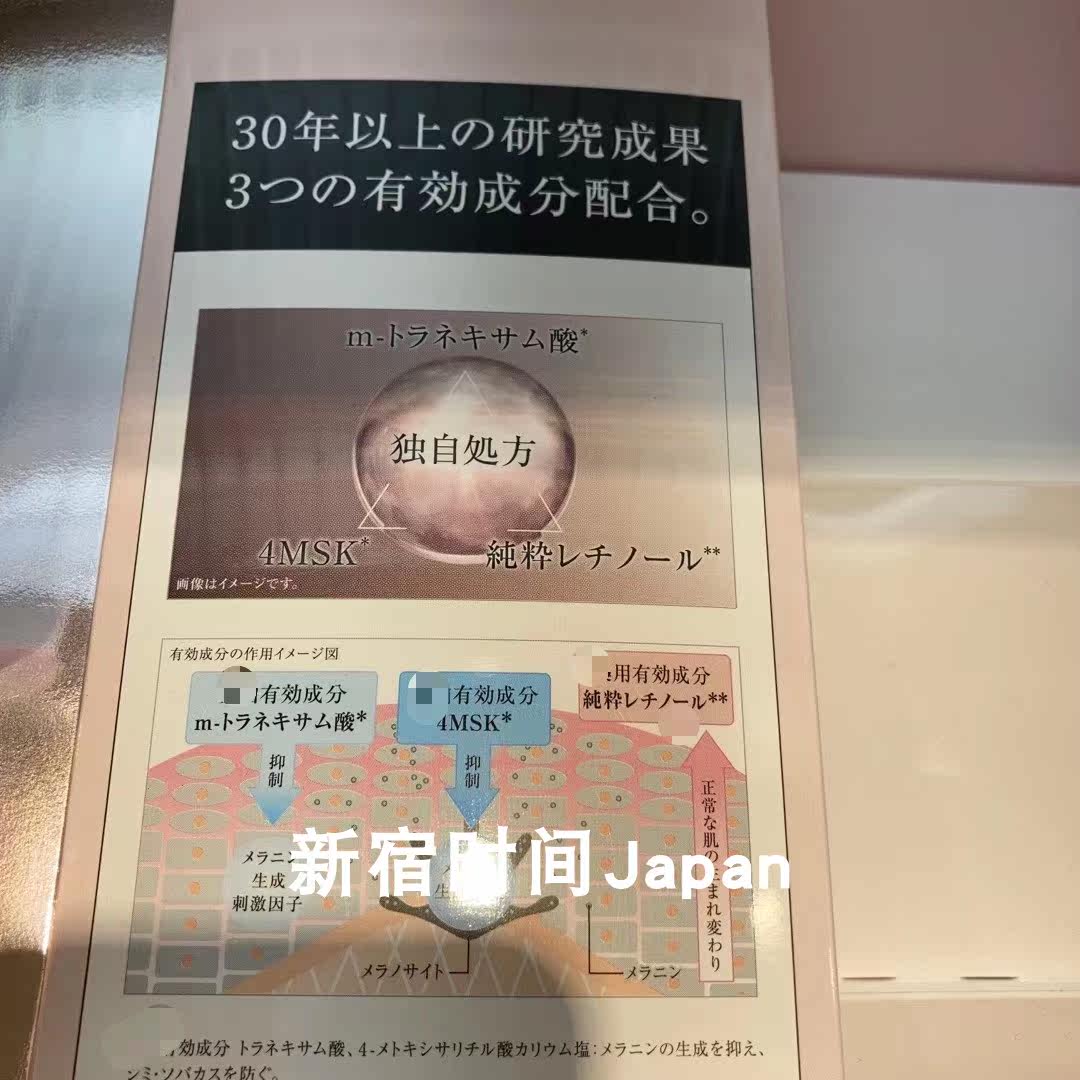 30年以上の研究成果
3つの有効成分配合。
m-トラネキサム酸*
独自処方
4MSK*
純粋レチノール**
画像はイメージです。
有効成分の作用イメージ図
有効成分
m-トラネキサム酸*
有効成分
4MSK*
用有効成分
純粋レチノール**
抑制
抑制
正常な肌の生まれ変わり
メラニン
生成
刺激因子
新宿时间Japan
メラノサイト
メラニン
有効成分 トラネキサム酸、4-メトキシサリチル酸カリウム塩:メラニンの生成を抑え、
シミ・ソバカスを防ぐ。